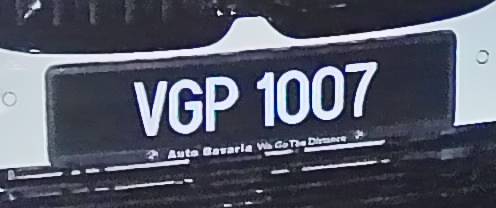 VGP 1007
Auto Bavaria We Go The Distance